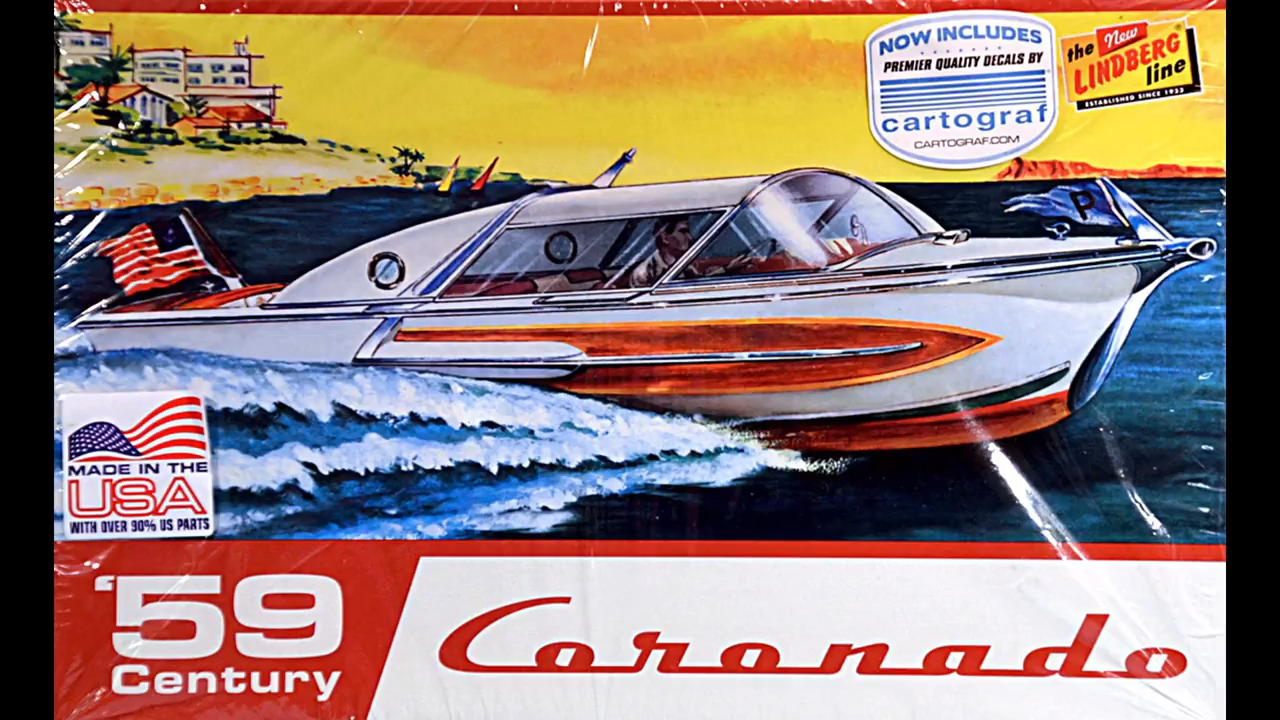 NOW INCLUDES
PREMIER QUALITY DECALS BY
cartograf
CARTOGRAF.COM
the New
LINDBERG
line
ESTABLISHED SINCE 1933
P
MADE IN THE
USA
WITH OVER 90% US PARTS
'59
Century
Coronado